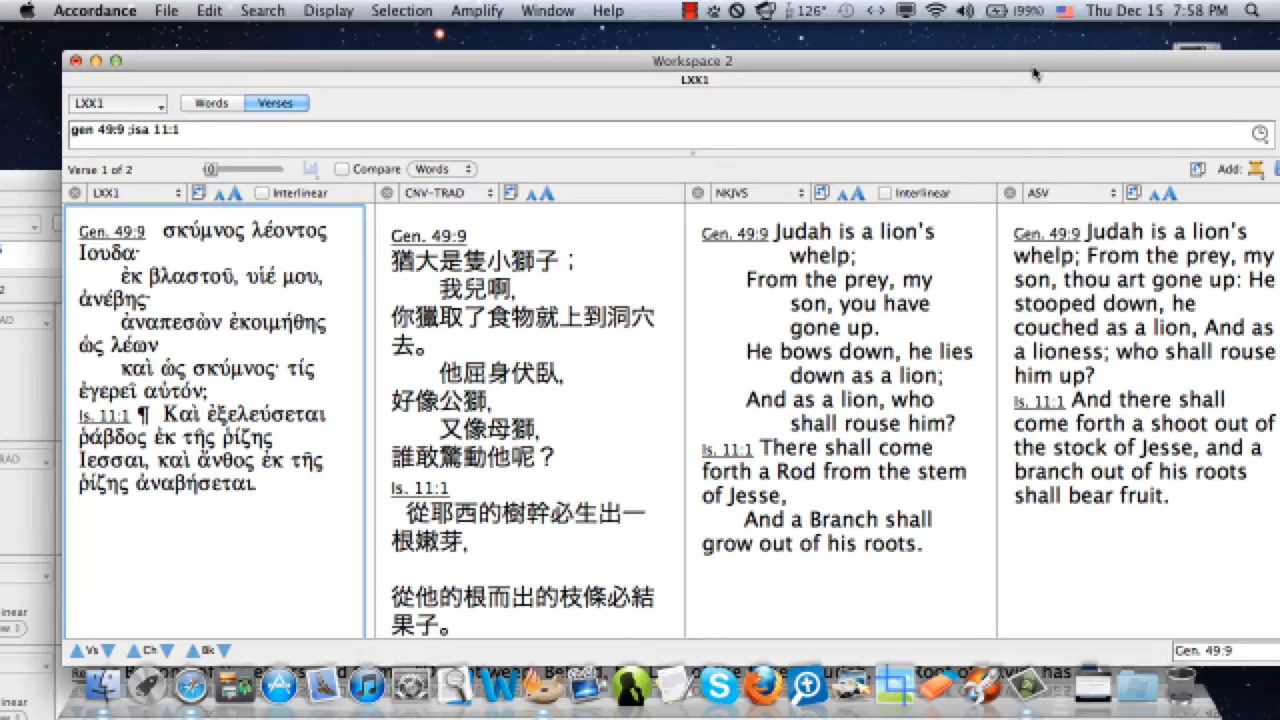 Accordance File Edit Search Display Selection Amplify Window Help 126° (99%) Thu Dec 15 7:58 PM
Workspace 2
LXX1
LXX1 Words Verses
gen 49:9 ;isa 11:1
Verse 1 of 2 Compare Words Add:
LXX1 Interlinear
Gen. 49:9 σκύμνος λέοντος
Ιουδα·
ἐκ βλαστοῦ, υἱέ μου,
ἀνέβης·
ἀναπεσὼν ἐκοιμήθης
ὡς λέων
καὶ ὡς σκύμνος· τίς
ἐγερεῖ αὐτόν;
Is. 11:1 ¶ Καὶ ἐξελεύσεται
ῥάβδος ἐκ τῆς ῥίζης
Ιεσσαι, καὶ ἄνθος ἐκ τῆς
ῥίζης ἀναβήσεται.
CNV-TRAD
Gen. 49:9
猶大是隻小獅子；
我兒啊,
你獵取了食物就上到洞穴
去。
他屈身伏臥,
好像公獅,
又像母獅,
誰敢驚動他呢？
Is. 11:1
從耶西的樹幹必生出一
根嫩芽,
從他的根而出的枝條必結
果子。
NKJVS Interlinear
Gen. 49:9 Judah is a lion's
whelp;
From the prey, my
son, you have
gone up.
He bows down, he lies
down as a lion;
And as a lion, who
shall rouse him?
Is. 11:1 There shall come
forth a Rod from the stem
of Jesse,
And a Branch shall
grow out of his roots.
ASV
Gen. 49:9 Judah is a lion's
whelp; From the prey, my
son, thou art gone up: He
stooped down, he
couched as a lion, And as
a lioness; who shall rouse
him up?
Is. 11:1 And there shall
come forth a shoot out of
the stock of Jesse, and a
branch out of his roots
shall bear fruit.
Vs Ch Bk
Gen. 49:9